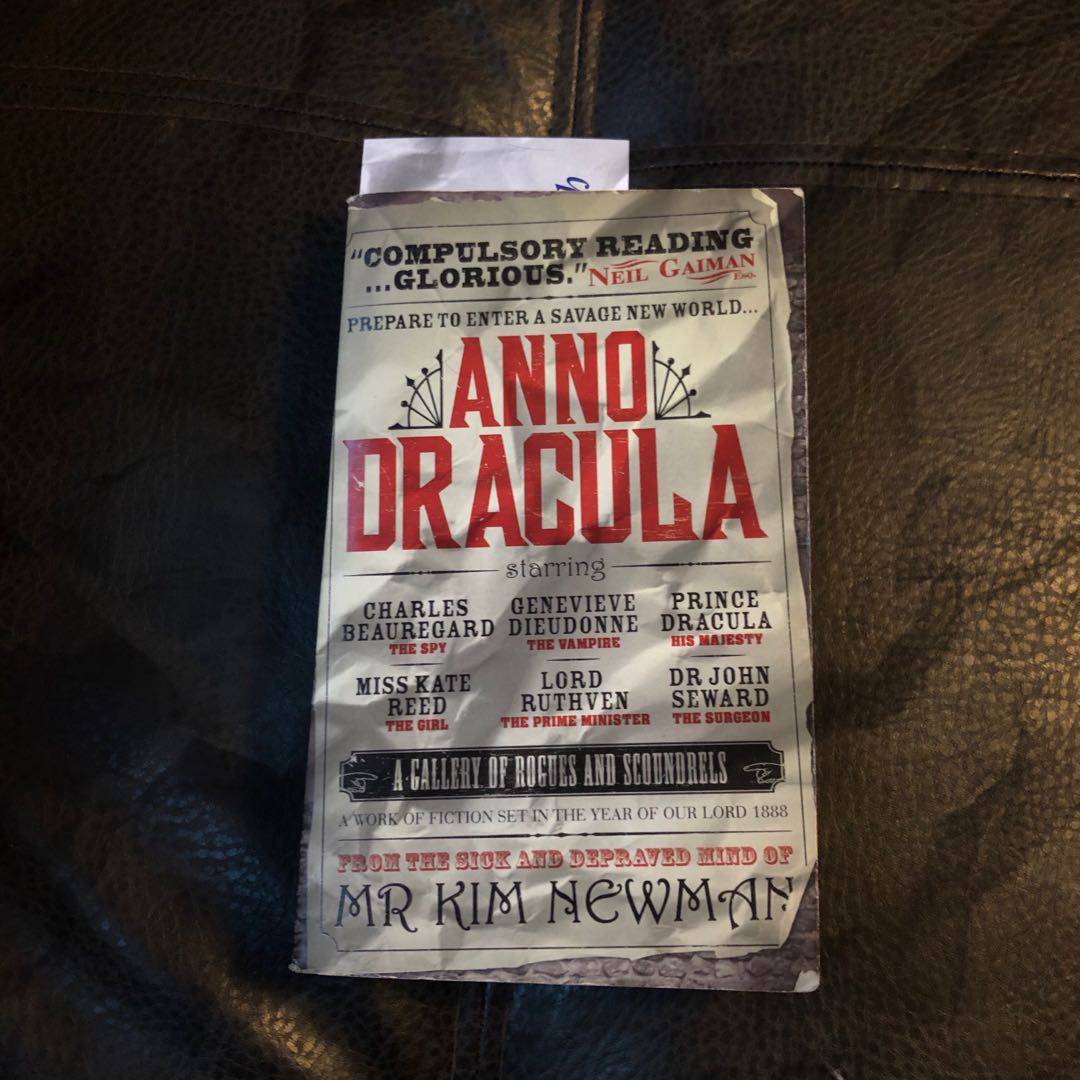 "COMPULSORY READING
...GLORIOUS." NEIL GAIMAN ESQ.
PREPARE TO ENTER A SAVAGE NEW WORLD...
ANNO
DRACULA
starring
CHARLES BEAUREGARD
THE SPY
GENEVIEVE DIEUDONNE
THE VAMPIRE
PRINCE DRACULA
HIS MAJESTY
MISS KATE REED
THE GIRL
LORD RUTHVEN
THE PRIME MINISTER
DR JOHN SEWARD
THE SURGEON
A GALLERY OF ROGUES AND SCOUNDRELS
A WORK OF FICTION SET IN THE YEAR OF OUR LORD 1888
FROM THE SICK AND DEPRAVED MIND OF
MR KIM NEWMAN